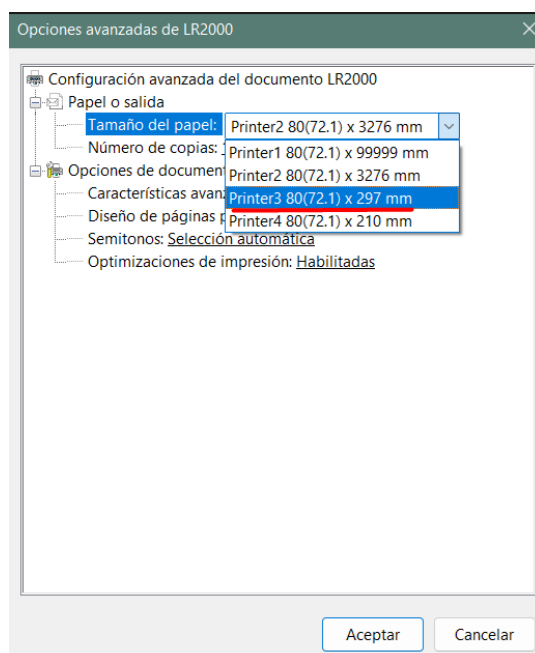 Opciones avanzadas de LR2000
Configuración avanzada del documento LR2000
Papel o salida
Tamaño del papel: Printer2 80(72.1) x 3276 mm
Número de copias:
Printer1 80(72.1) x 99999 mm
Printer2 80(72.1) x 3276 mm
Printer3 80(72.1) x 297 mm
Printer4 80(72.1) x 210 mm
Opciones de documen
Características avan
Diseño de páginas p
Semitonos: Selección automática
Optimizaciones de impresión: Habilitadas
Aceptar Cancelar